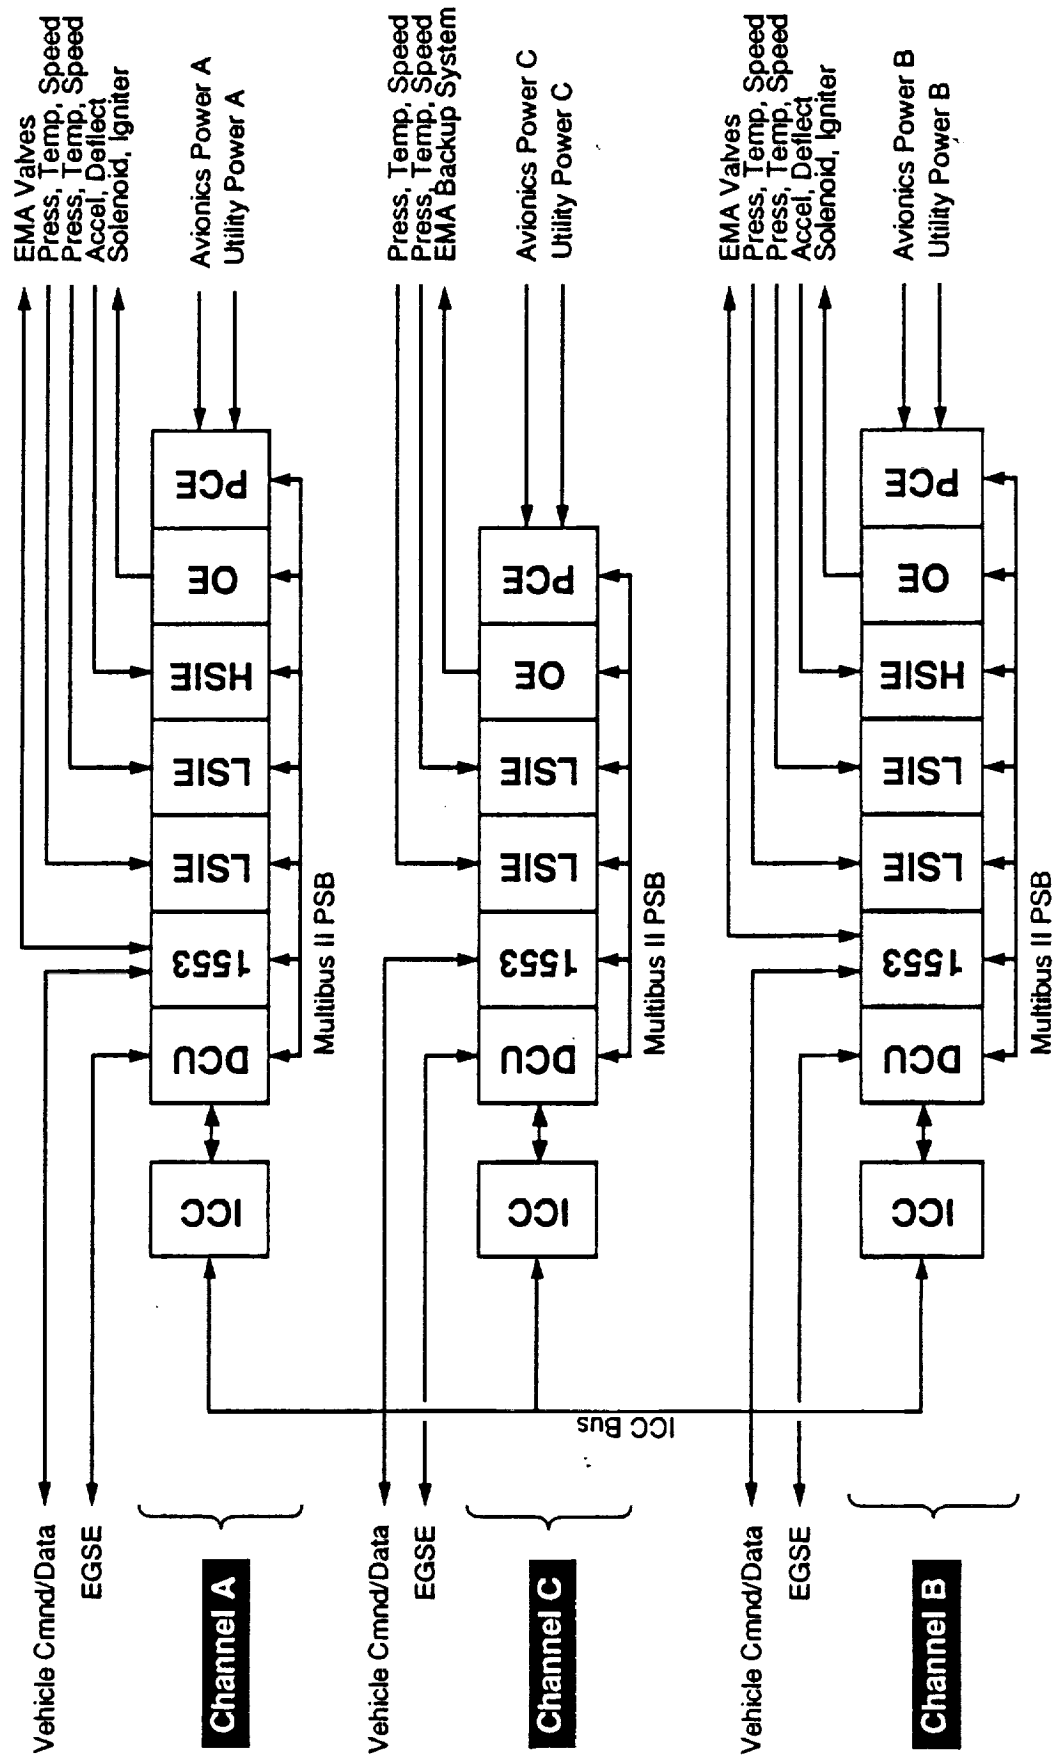 Channel A
Vehicle Cmnd/Data
EGSE
ICC
DCU
1553
LSIE
LSIE
HSIE
OE
PCE
Multibus II PSB
EMA Valves
Press, Temp, Speed
Press, Temp, Speed
Accel, Deflect
Solenoid, Igniter
Avionics Power A
Utility Power A
Channel C
Vehicle Cmnd/Data
EGSE
ICC
DCU
1553
LSIE
LSIE
OE
PCE
Multibus II PSB
Press, Temp, Speed
Press, Temp, Speed
EMA Backup System
Avionics Power C
Utility Power C
ICC Bus
Channel B
Vehicle Cmnd/Data
EGSE
ICC
DCU
1553
LSIE
LSIE
HSIE
OE
PCE
Multibus II PSB
EMA Valves
Press, Temp, Speed
Press, Temp, Speed
Accel, Deflect
Solenoid, Igniter
Avionics Power B
Utility Power B